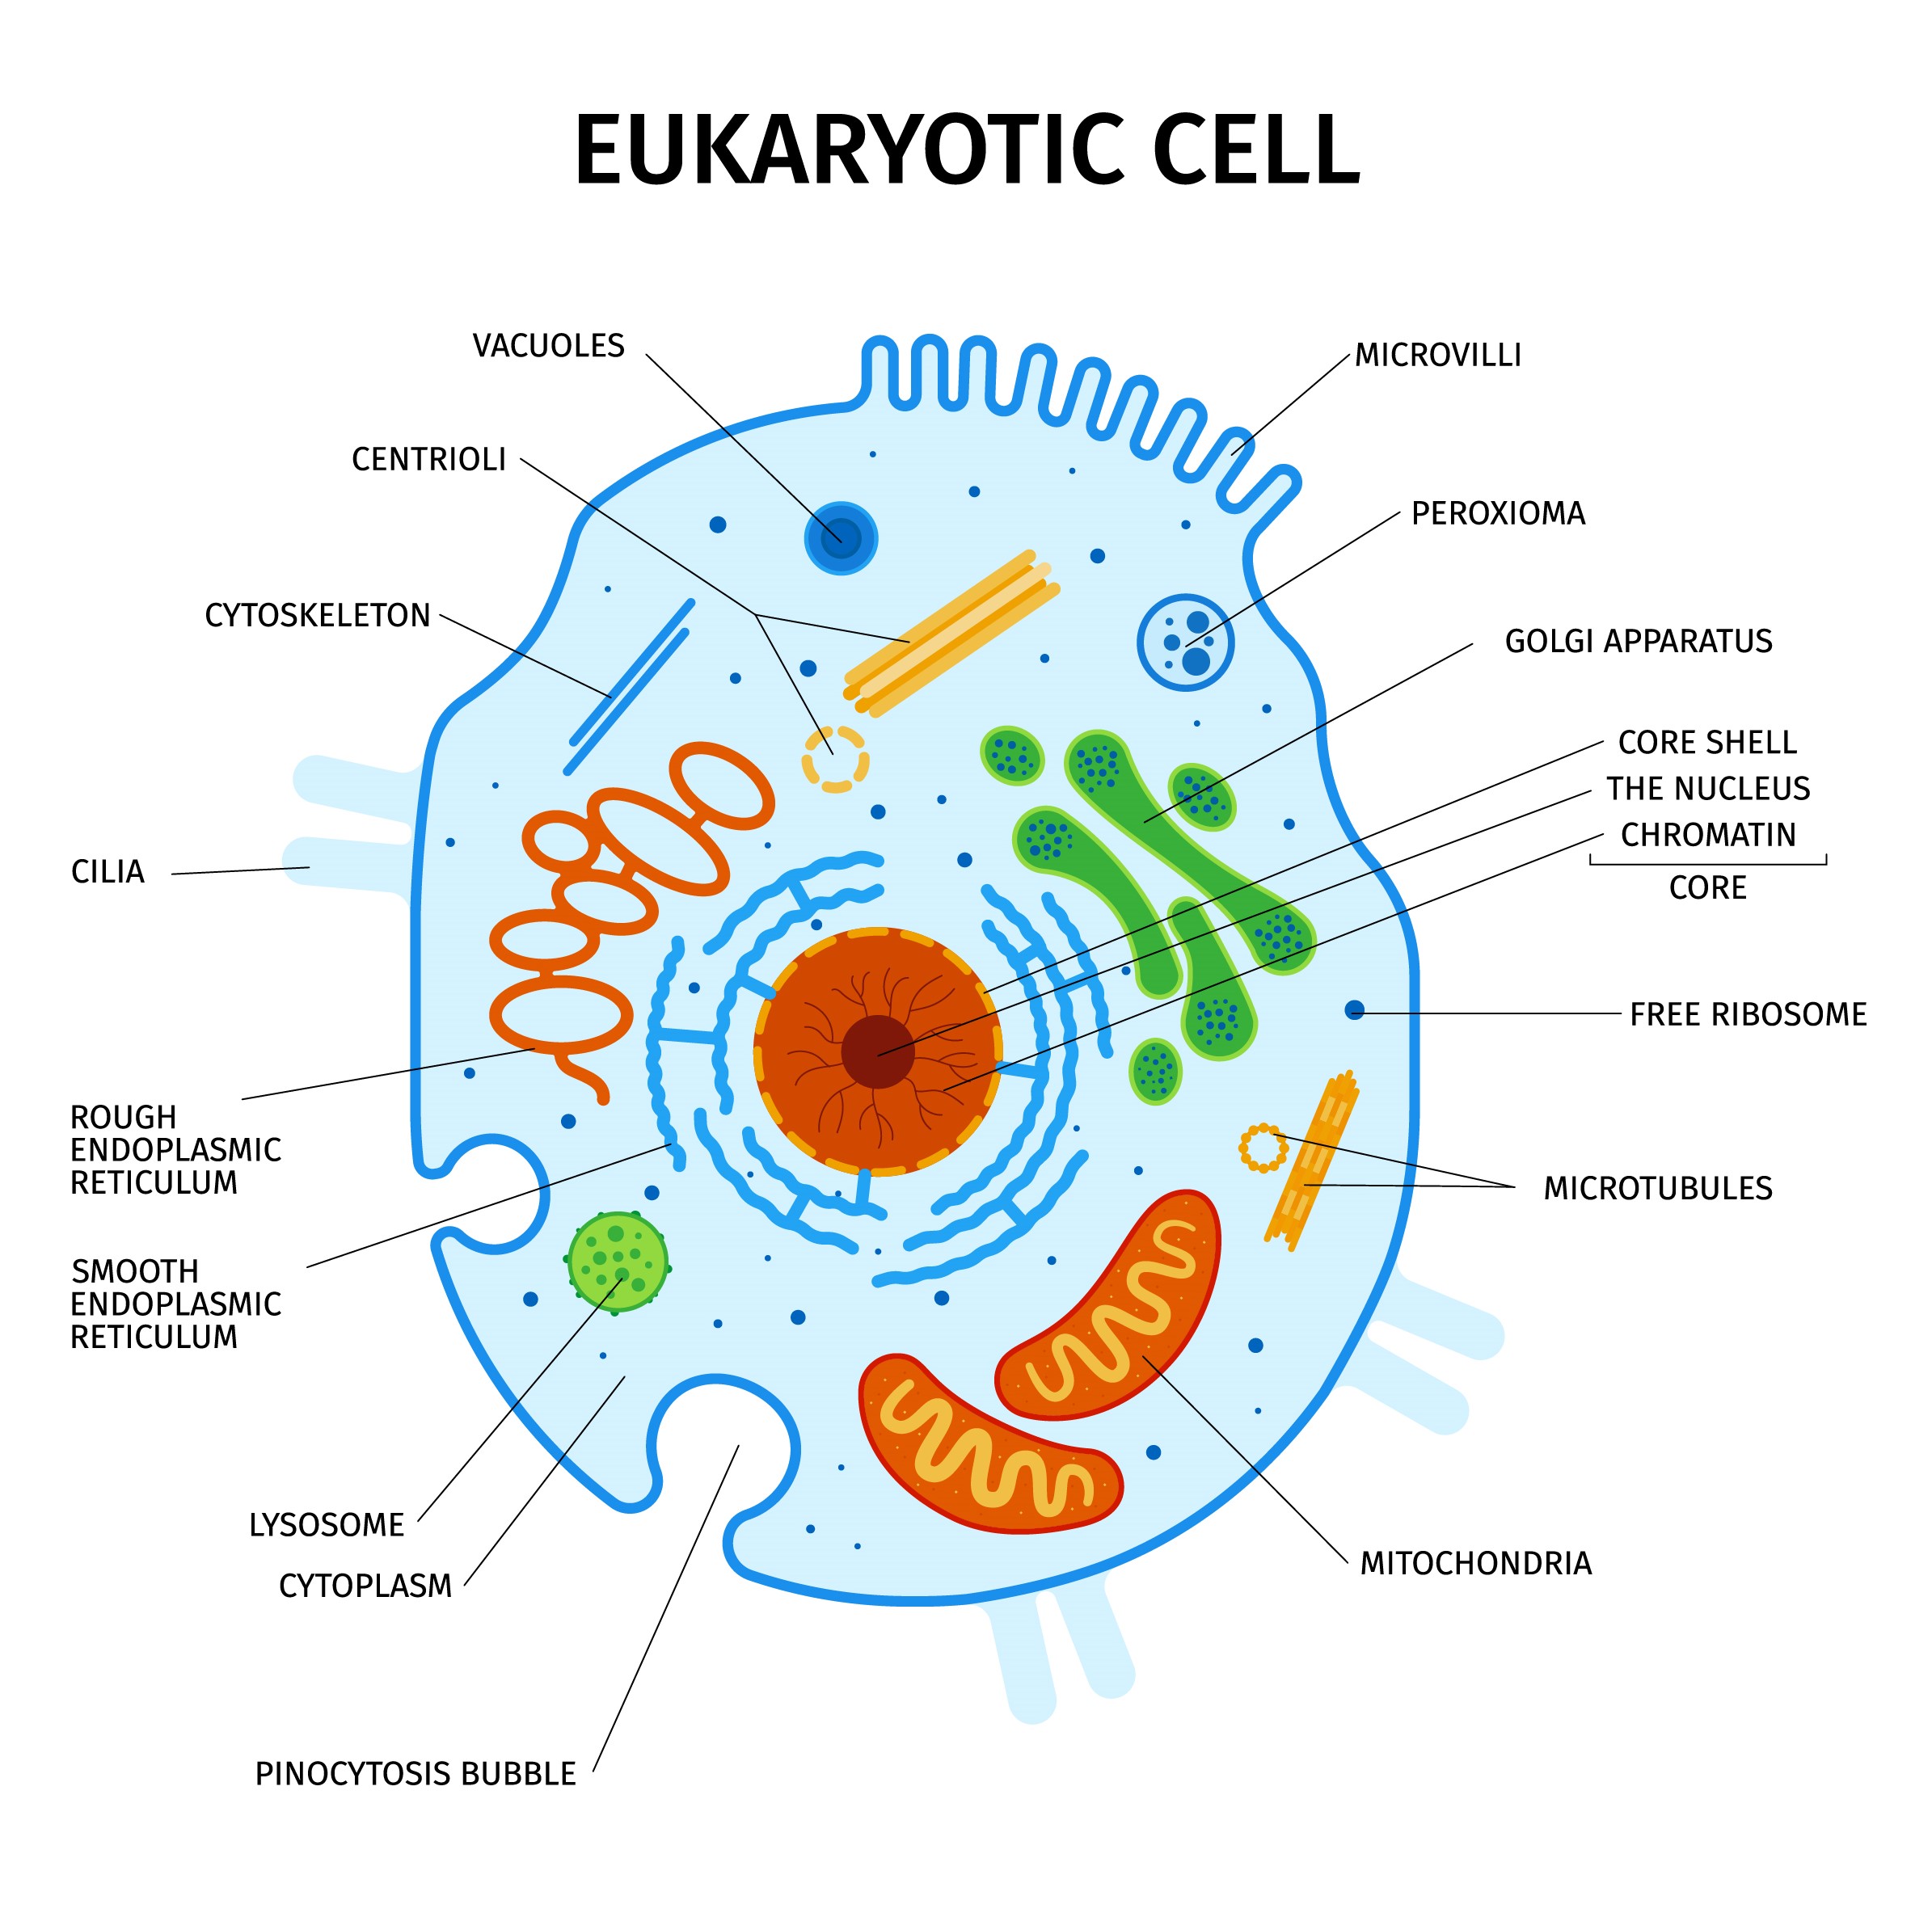 EUKARYOTIC CELL
VACUOLES
MICROVILLI
CENTRIOLI
PEROXIOMA
CYTOSKELETON
GOLGI APPARATUS
CORE SHELL
THE NUCLEUS
CHROMATIN
CORE
CILIA
FREE RIBOSOME
ROUGH
ENDOPLASMIC
RETICULUM
MICROTUBULES
SMOOTH
ENDOPLASMIC
RETICULUM
LYSOSOME
MITOCHONDRIA
CYTOPLASM
PINOCYTOSIS BUBBLE